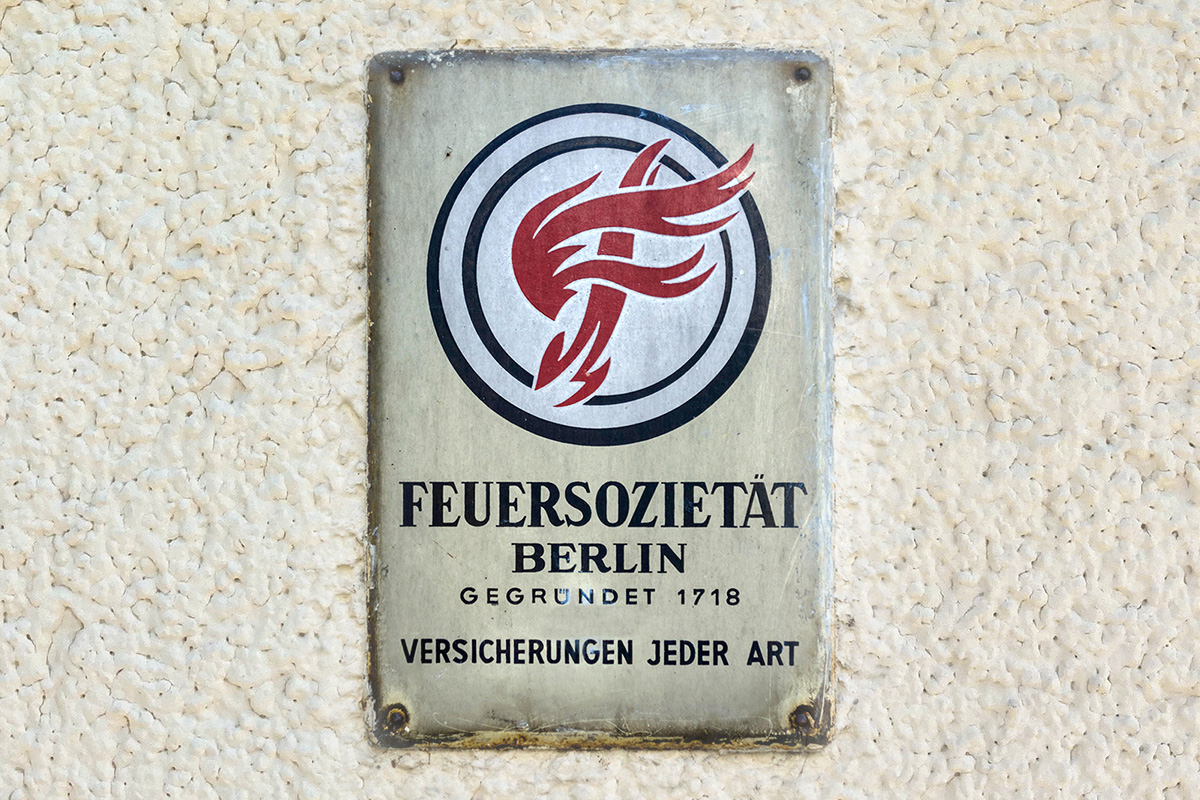 FEUERSOZIETÄT
BERLIN
GEGRÜNDET 1718
VERSICHERUNGEN JEDER ART